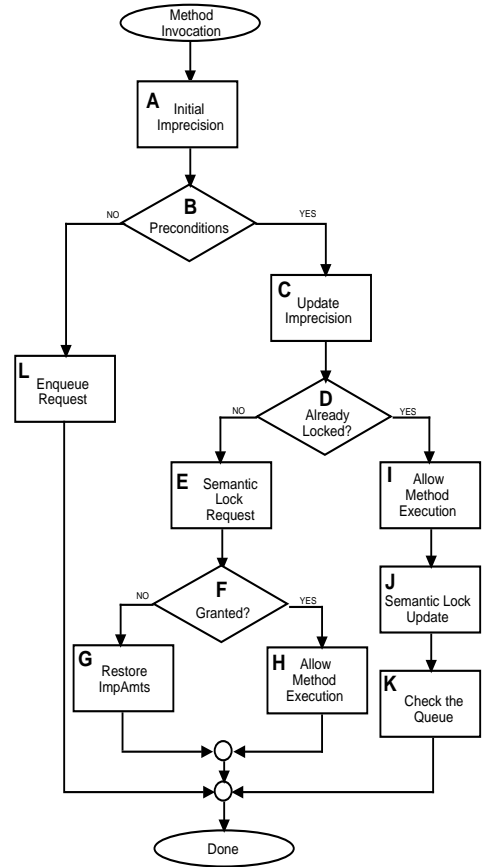 Method
Invocation
A
Initial
Imprecision
B
Preconditions
NO
YES
C
Update
Imprecision
L
Enqueue
Request
D
Already
Locked?
NO
YES
E
Semantic
Lock
Request
I
Allow
Method
Execution
F
Granted?
NO
YES
J
Semantic Lock
Update
G
Restore
ImpAmts
H
Allow
Method
Execution
K
Check the
Queue
Done